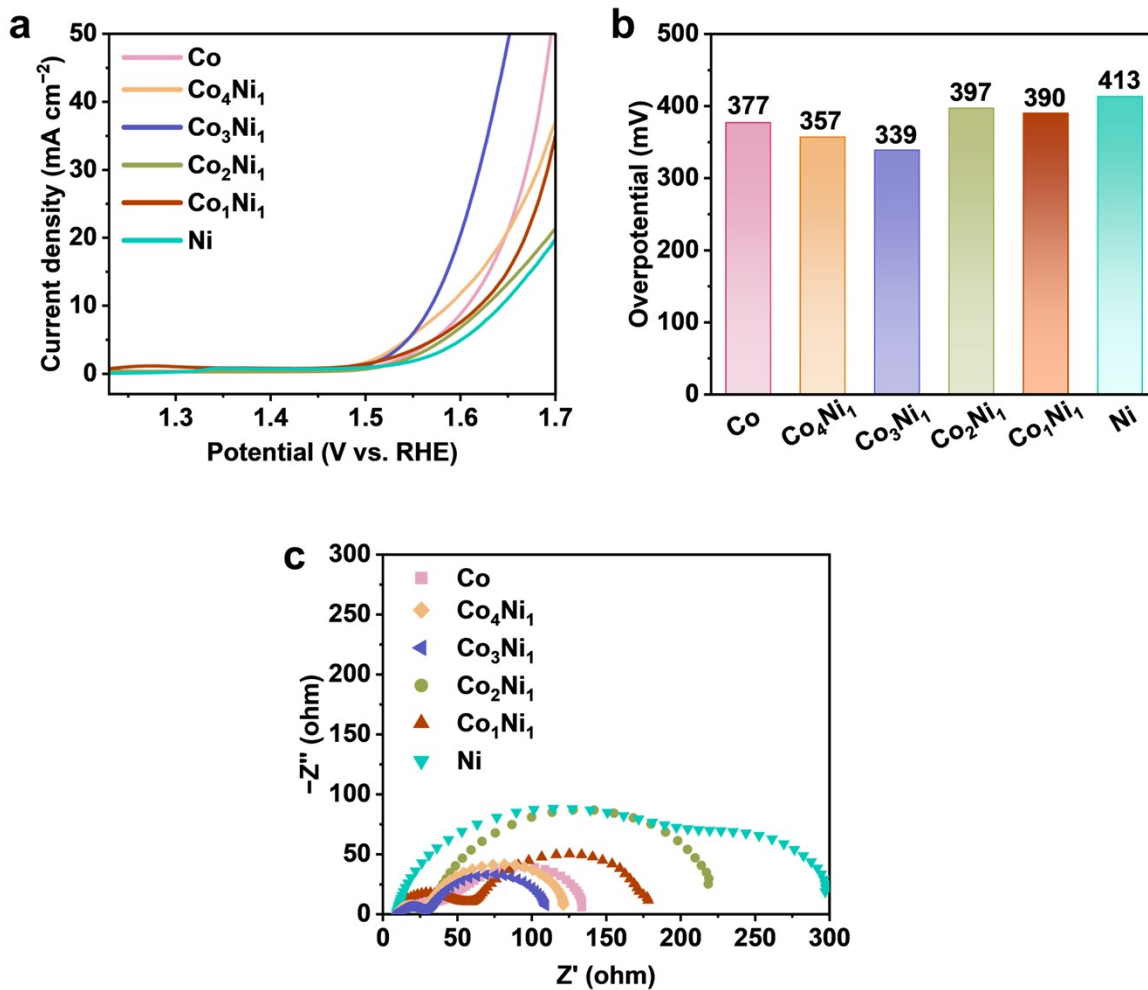 a
Current density (mA cm⁻²)
50
40
30
20
10
0
Co
Co₄Ni₁
Co₃Ni₁
Co₂Ni₁
Co₁Ni₁
Ni
1.3 1.4 1.5 1.6 1.7
Potential (V vs. RHE)
b
Overpotential (mV)
500
400
300
200
100
0
377 357 339 397 390 413
Co Co₄Ni₁ Co₃Ni₁ Co₂Ni₁ Co₁Ni₁ Ni
c
−Z'' (ohm)
300
250
200
150
100
50
0
Co
Co₄Ni₁
Co₃Ni₁
Co₂Ni₁
Co₁Ni₁
Ni
0 50 100 150 200 250 300
Z' (ohm)